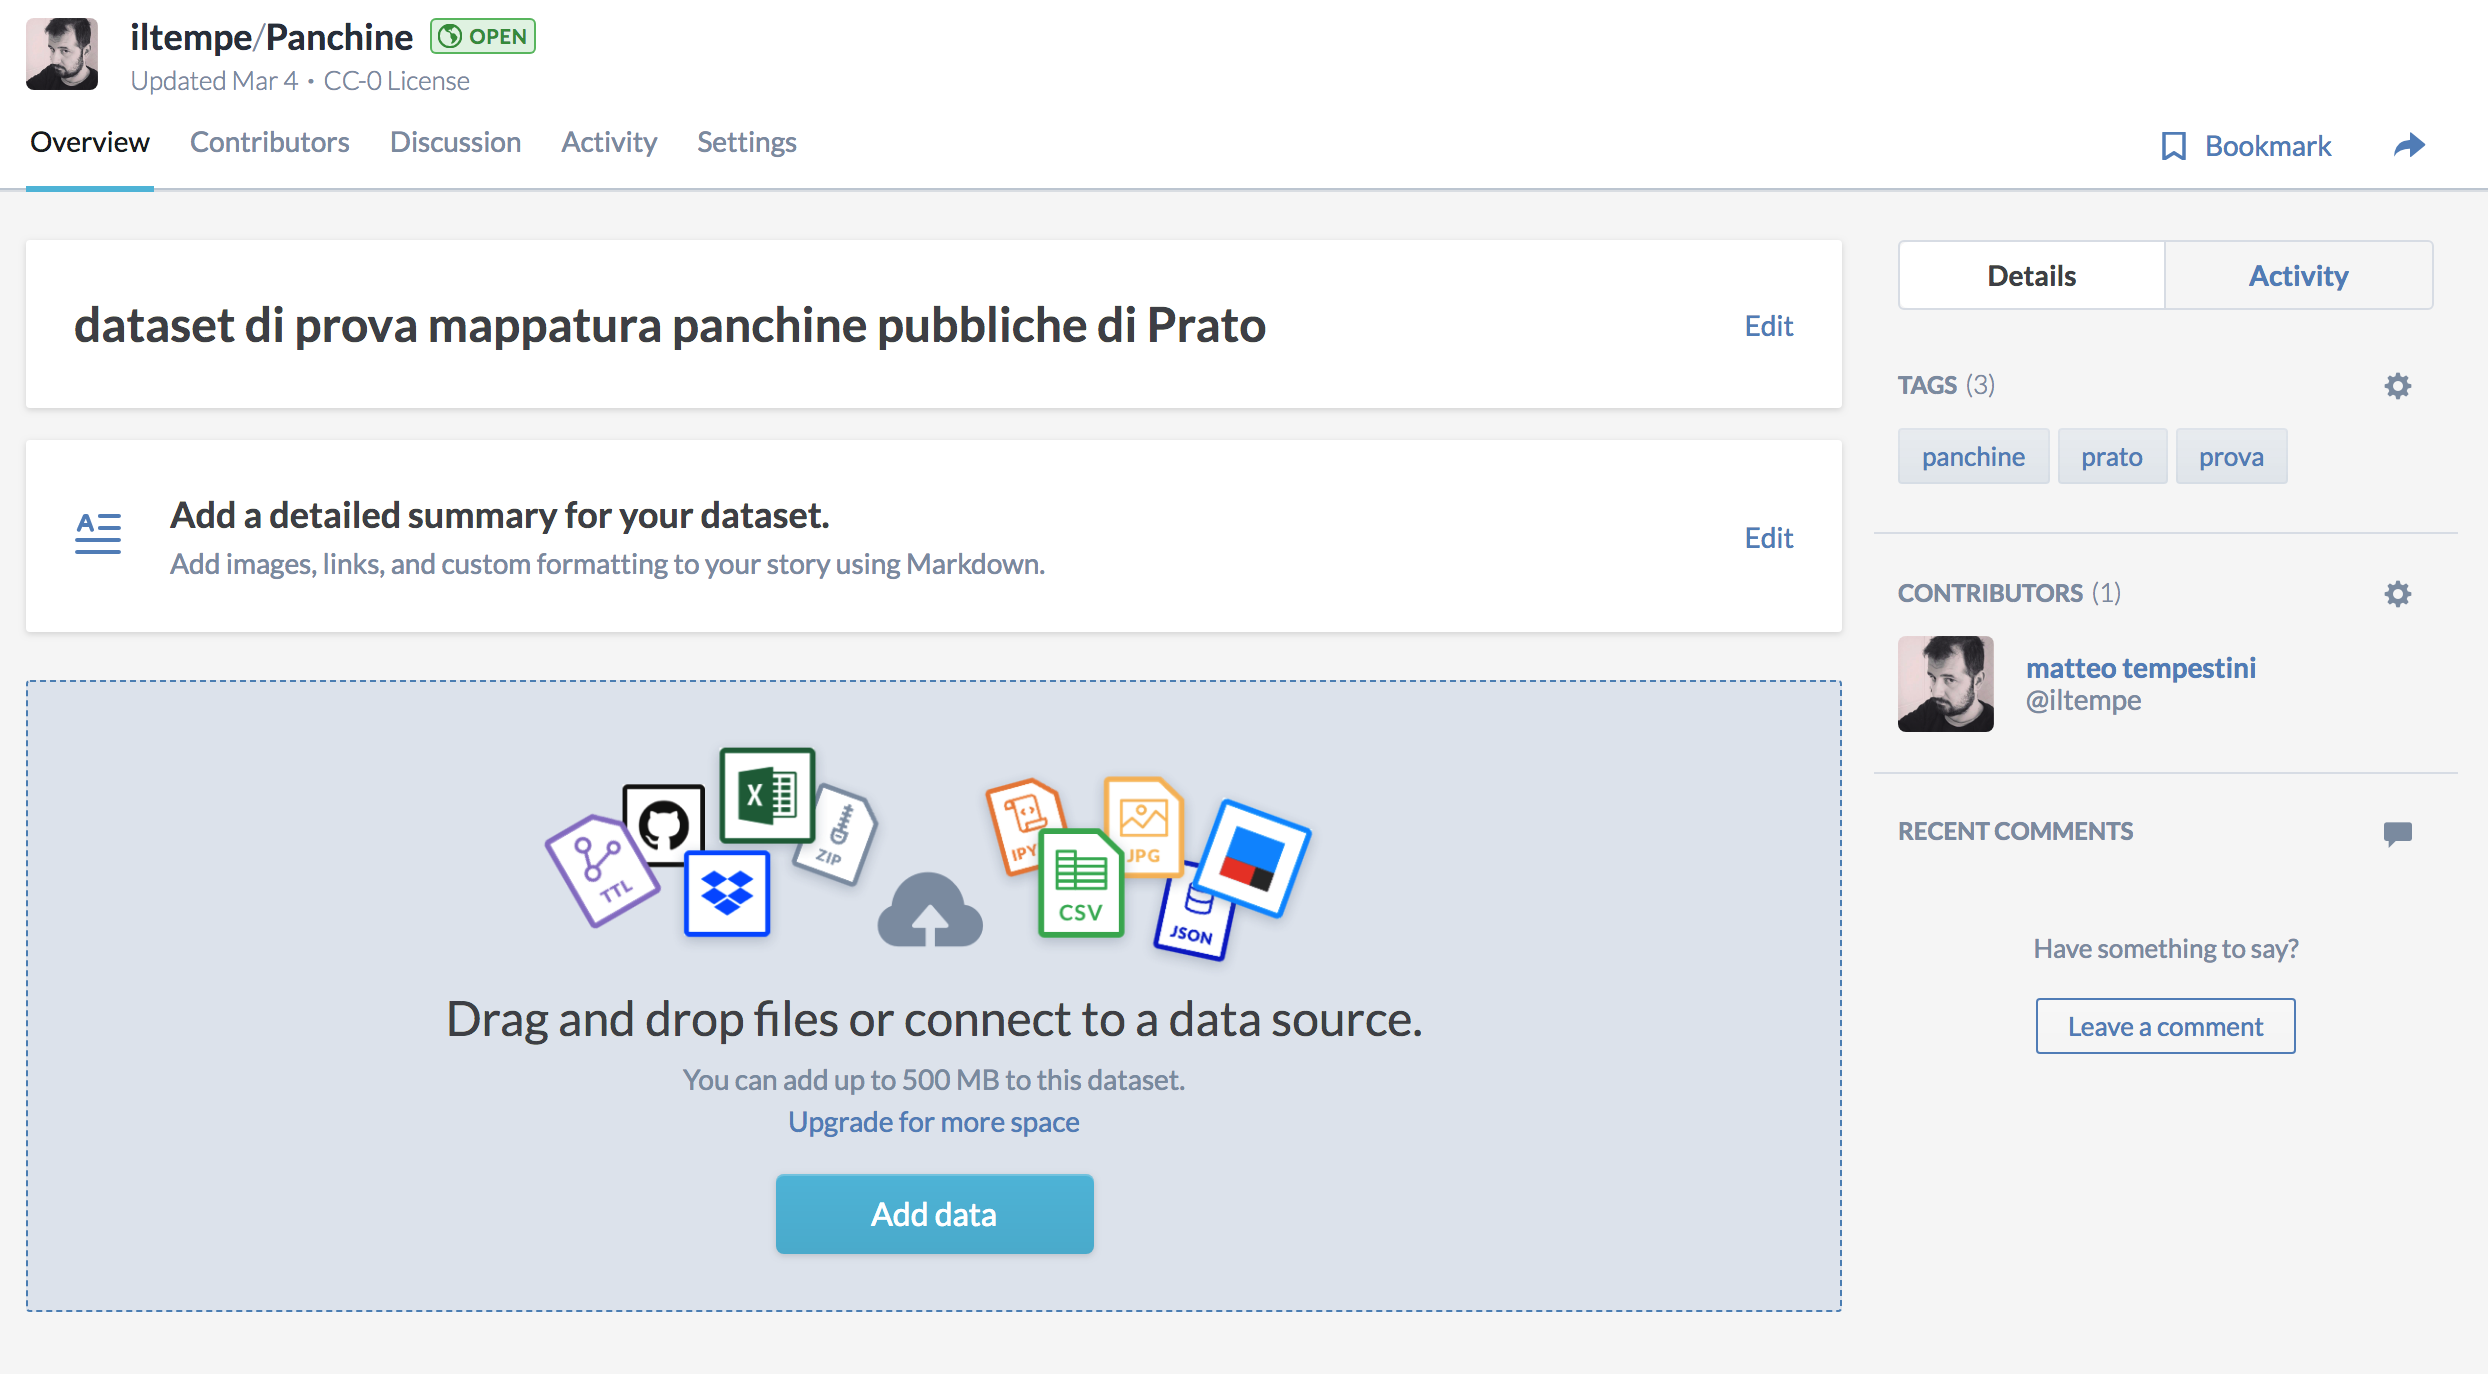 iltempe/Panchine OPEN
Updated Mar 4 • CC-0 License
Overview Contributors Discussion Activity Settings
Bookmark
dataset di prova mappatura panchine pubbliche di Prato
Edit
Add a detailed summary for your dataset.
Add images, links, and custom formatting to your story using Markdown.
Edit
TTL
X
ZIP
IPY
CSV
JPG
JSON
Drag and drop files or connect to a data source.
You can add up to 500 MB to this dataset.
Upgrade for more space
Add data
Details Activity
TAGS (3)
panchine prato prova
CONTRIBUTORS (1)
matteo tempestini
@iltempe
RECENT COMMENTS
Have something to say?
Leave a comment